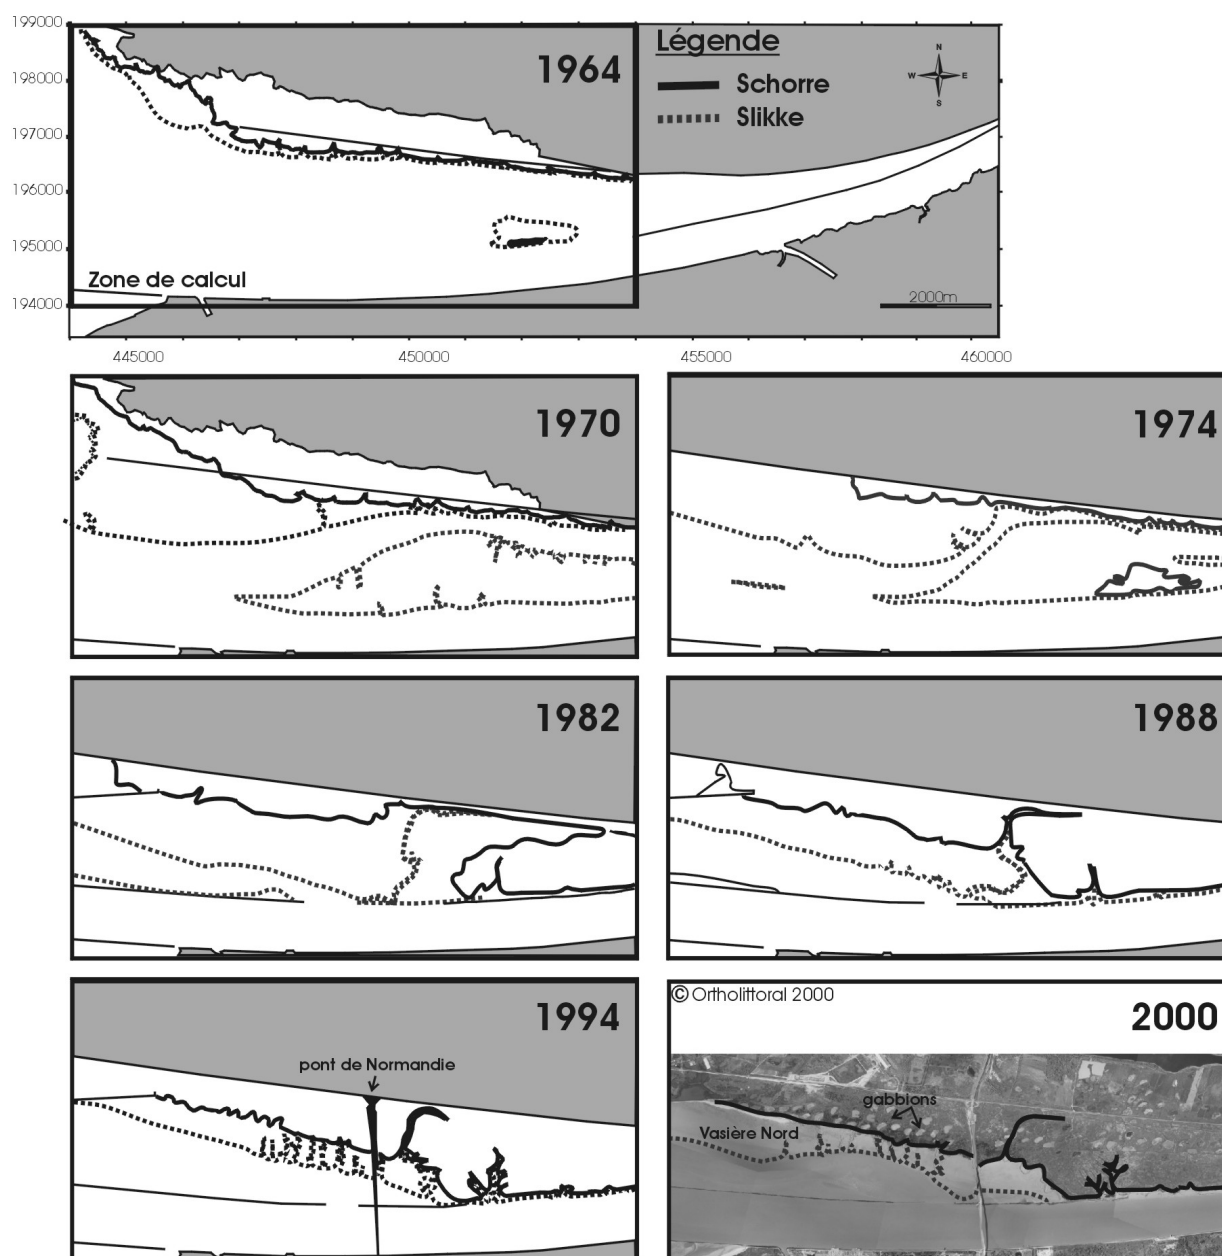 199000
1964
Légende
N
W E
S
198000
Schorre
Slikke
197000
196000
195000
Zone de calcul
194000
2000m
445000
450000
455000
460000
1970
1974
1982
1988
1994
pont de Normandie
© Ortholittoral 2000
2000
gabbions
Vasière Nord